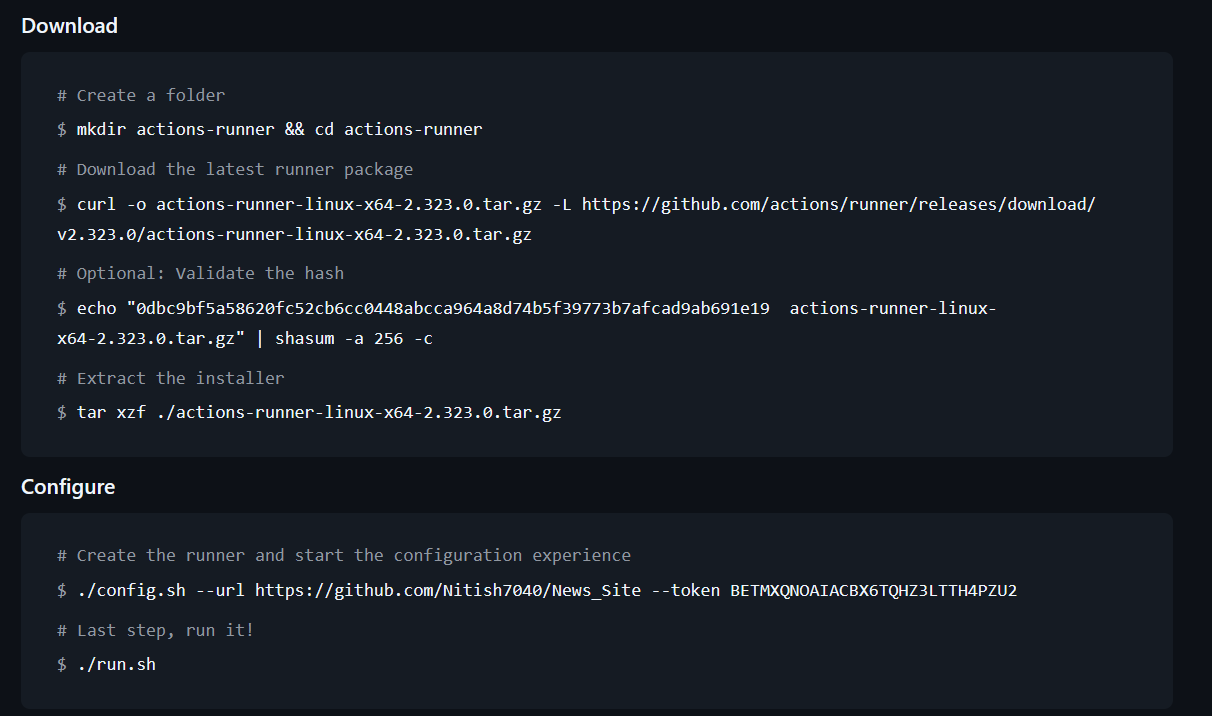 Download
# Create a folder
$ mkdir actions-runner && cd actions-runner
# Download the latest runner package
$ curl -o actions-runner-linux-x64-2.323.0.tar.gz -L https://github.com/actions/runner/releases/download/
v2.323.0/actions-runner-linux-x64-2.323.0.tar.gz
# Optional: Validate the hash
$ echo "0dbc9bf5a58620fc52cb6cc0448abcca964a8d74b5f39773b7afcad9ab691e19  actions-runner-linux-
x64-2.323.0.tar.gz" | shasum -a 256 -c
# Extract the installer
$ tar xzf ./actions-runner-linux-x64-2.323.0.tar.gz
Configure
# Create the runner and start the configuration experience
$ ./config.sh --url https://github.com/Nitish7040/News_Site --token BETMXQNOAIACBX6TQHZ3LTTH4PZU2
# Last step, run it!
$ ./run.sh